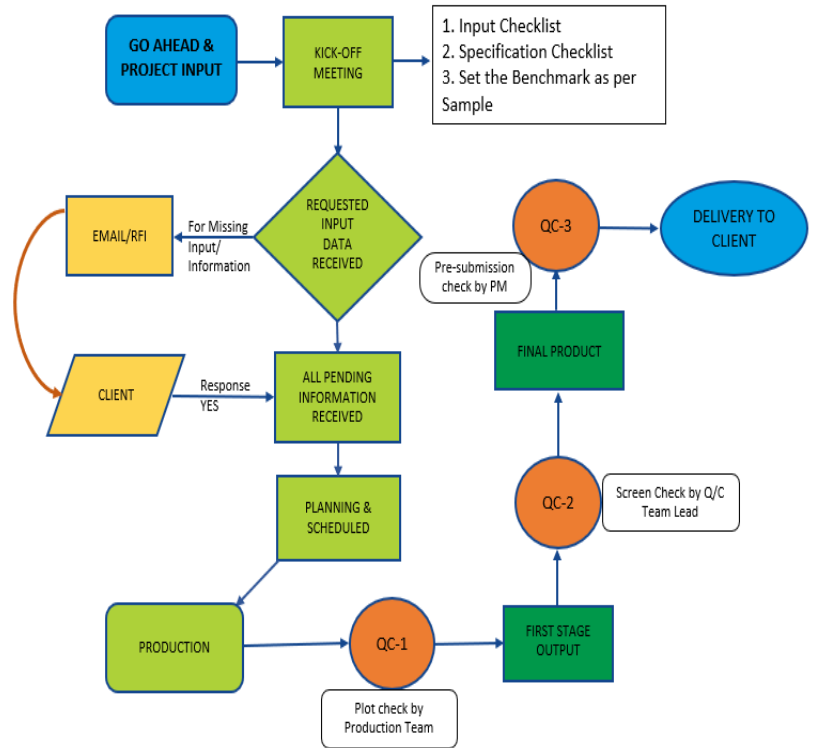 GO AHEAD &
PROJECT INPUT
KICK-OFF
MEETING
1. Input Checklist
2. Specification Checklist
3. Set the Benchmark as per
Sample
REQUESTED
INPUT
DATA
RECEIVED
For Missing
Input/
Information
EMAIL/RFI
QC-3
DELIVERY TO
CLIENT
Pre-submission
check by PM
FINAL PRODUCT
CLIENT
Response
YES
ALL PENDING
INFORMATION
RECEIVED
QC-2
Screen Check by Q/C
Team Lead
PLANNING &
SCHEDULED
PRODUCTION
QC-1
FIRST STAGE
OUTPUT
Plot check by
Production Team